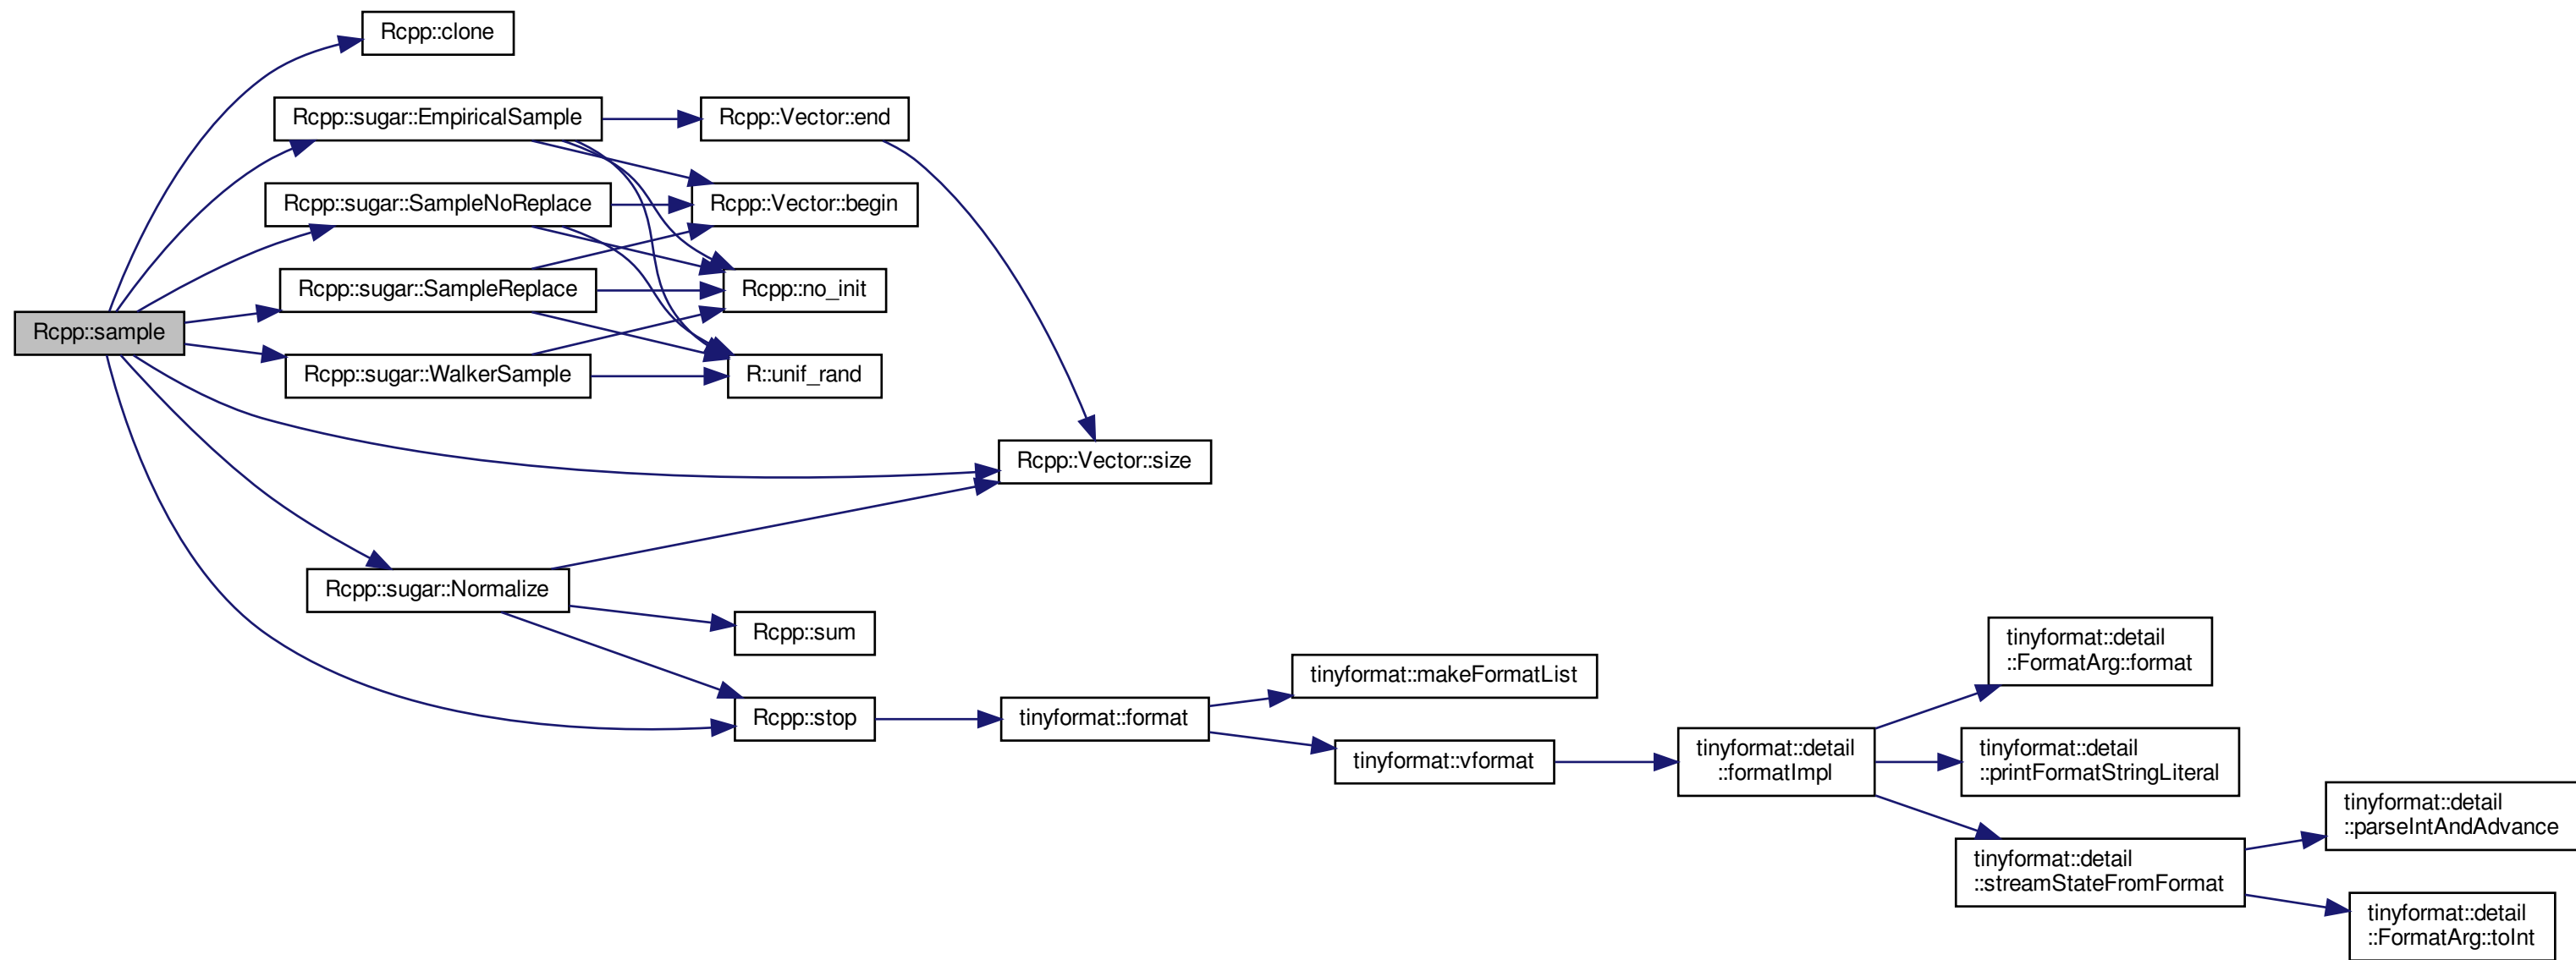 Rcpp::clone
Rcpp::sugar::EmpiricalSample
Rcpp::Vector::end
Rcpp::sugar::SampleNoReplace
Rcpp::Vector::begin
Rcpp::sugar::SampleReplace
Rcpp::no_init
Rcpp::sample
Rcpp::sugar::WalkerSample
R::unif_rand
Rcpp::Vector::size
Rcpp::sugar::Normalize
Rcpp::sum
Rcpp::stop
tinyformat::format
tinyformat::makeFormatList
tinyformat::vformat
tinyformat::detail
::formatImpl
tinyformat::detail
::FormatArg::format
tinyformat::detail
::printFormatStringLiteral
tinyformat::detail
::streamStateFromFormat
tinyformat::detail
::parseIntAndAdvance
tinyformat::detail
::FormatArg::toInt